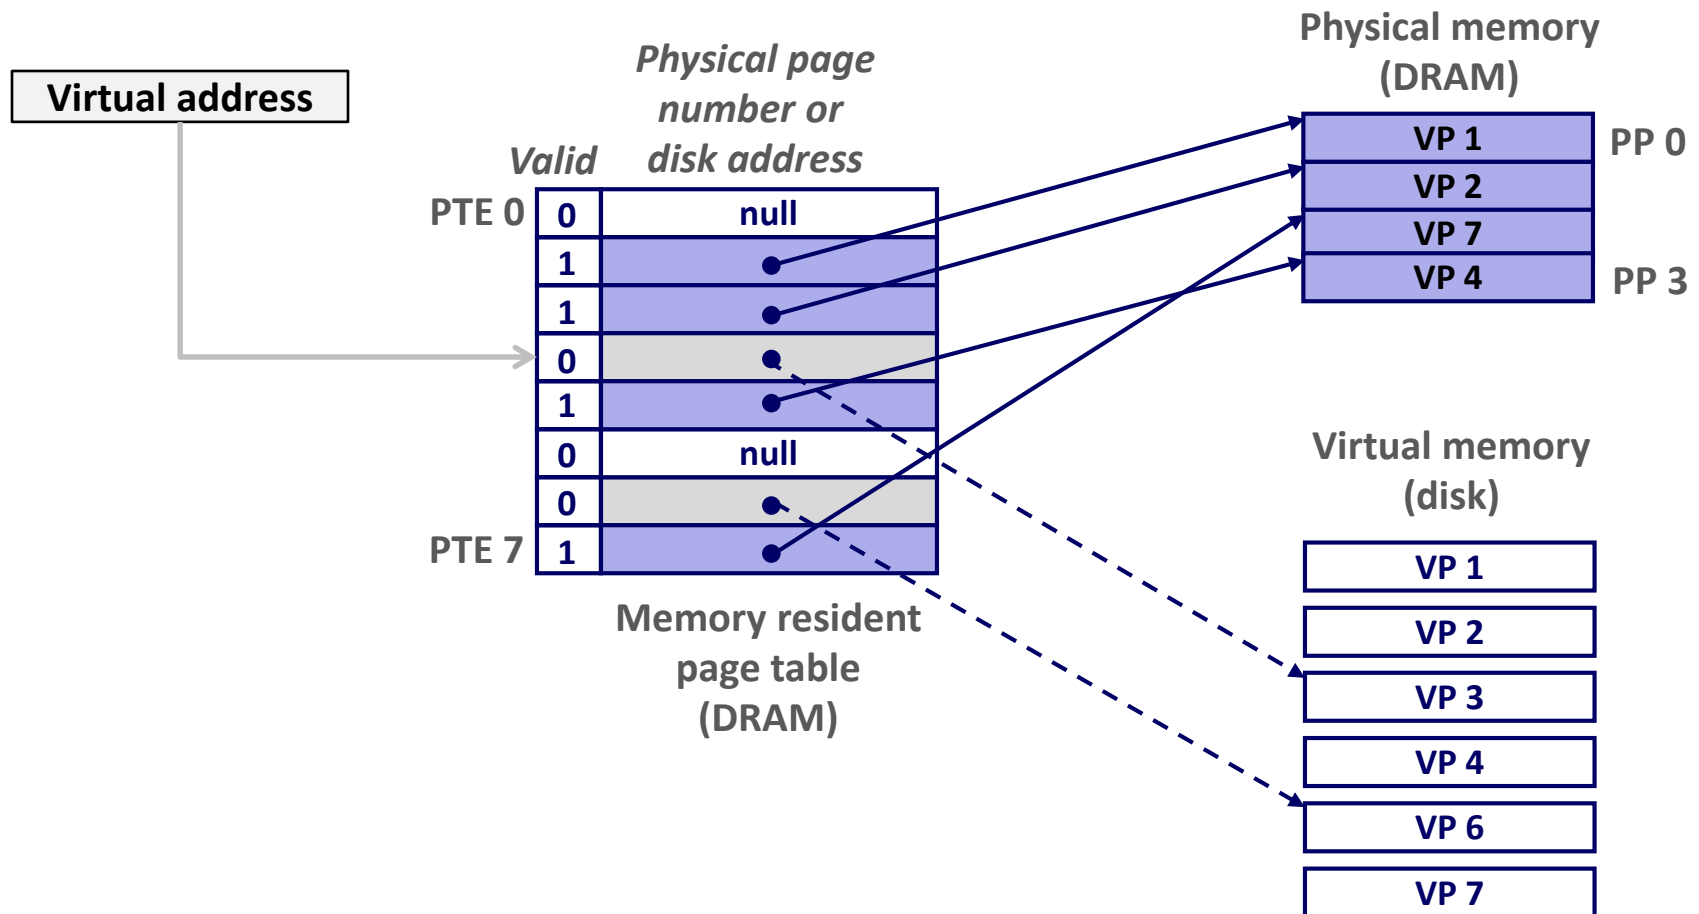 Virtual address
Physical page
number or
disk address
Valid
PTE 0
0
null
1
1
0
1
0
null
0
PTE 7
1
Memory resident
page table
(DRAM)
Physical memory
(DRAM)
VP 1
PP 0
VP 2
VP 7
VP 4
PP 3
Virtual memory
(disk)
VP 1
VP 2
VP 3
VP 4
VP 6
VP 7